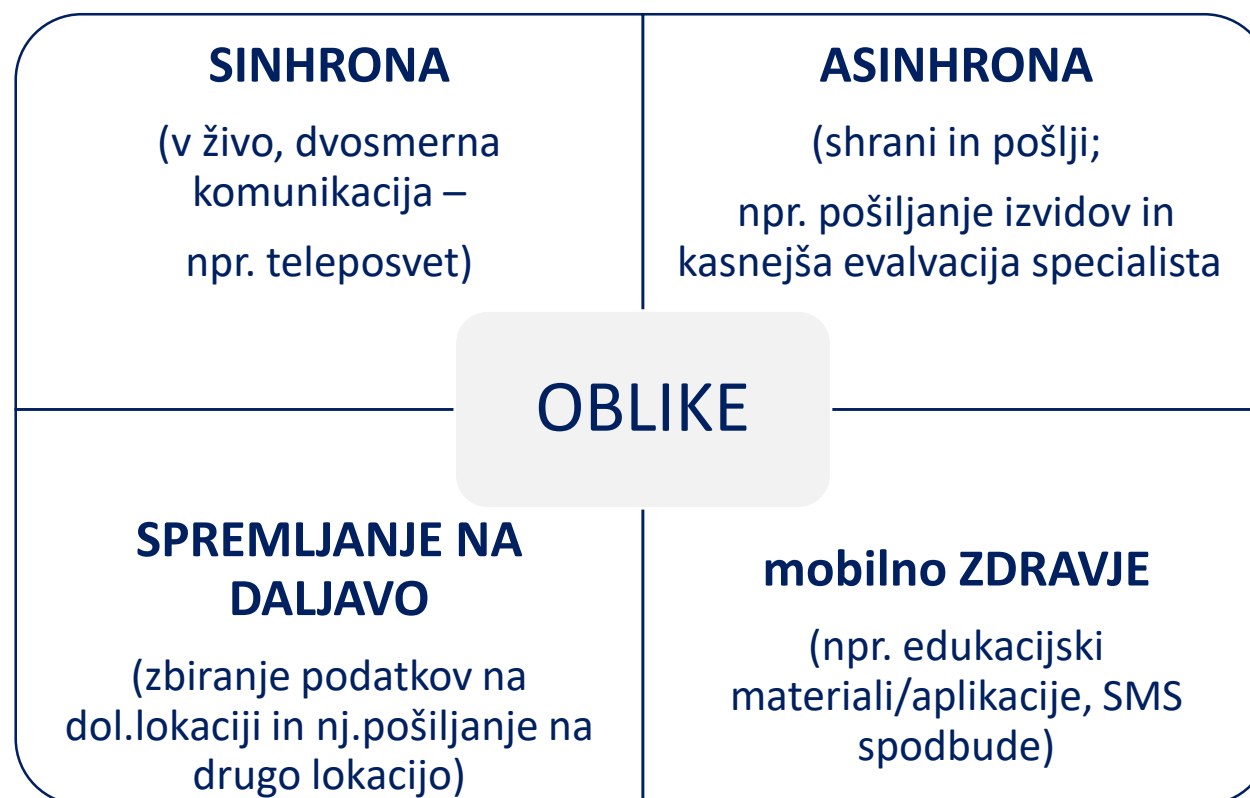 SINHRONA
(v živo, dvosmerna
komunikacija –
npr. teleposvet)
ASINHRONA
(shrani in pošlji;
npr. pošiljanje izvidov in
kasnejša evalvacija specialista
OBLIKE
SPREMLJANJE NA
DALJAVO
(zbiranje podatkov na
dol.lokaciji in nj.pošiljanje na
drugo lokacijo)
mobilno ZDRAVJE
(npr. edukacijski
materiali/aplikacije, SMS
spodbude)